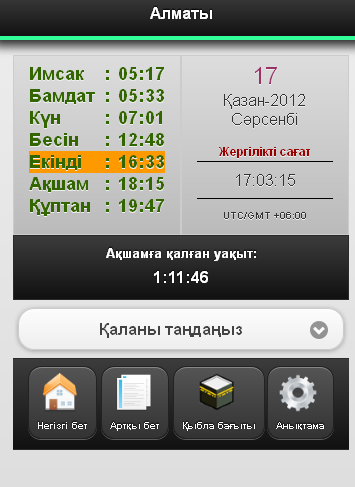 Алматы
Имсак : 05:17
Бамдат : 05:33
Күн : 07:01
Бесін : 12:48
Екінді : 16:33
Ақшам : 18:15
Құптан : 19:47
17
Қазан-2012
Сәрсенбі
Жергілікті сағат
17:03:15
UTC/GMT +06:00
Ақшамға қалған уақыт:
1:11:46
Қаланы таңдаңыз
Негізгі бет
Артқы бет
Қыбла бағыты
Анықтама